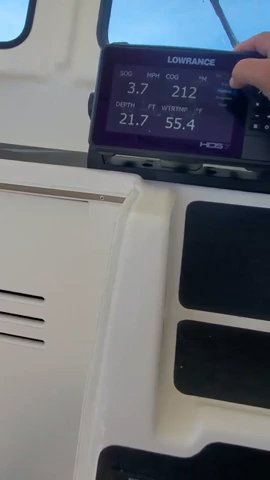 LOWRANCE
SOG MPH COG °M
3.7 212
DEPTH FT WTRTMP °F
21.7 55.4
HDS